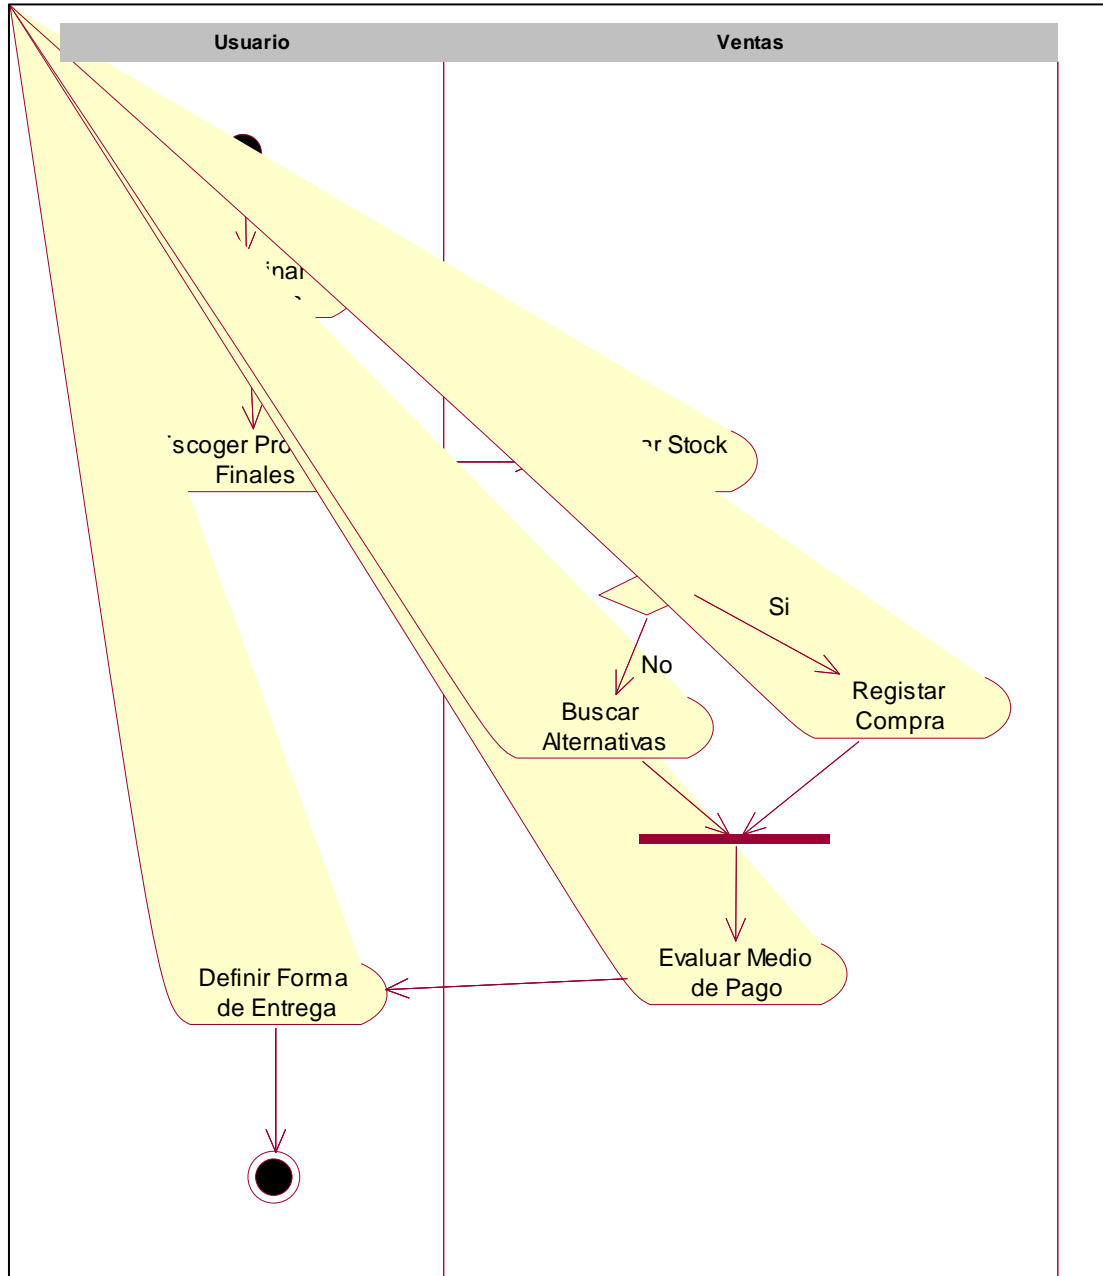 Usuario
Ventas
Finales
Stock
Si
No
Registar
Compra
Buscar
Alternativas
Evaluar Medio
de Pago
Definir Forma
de Entrega